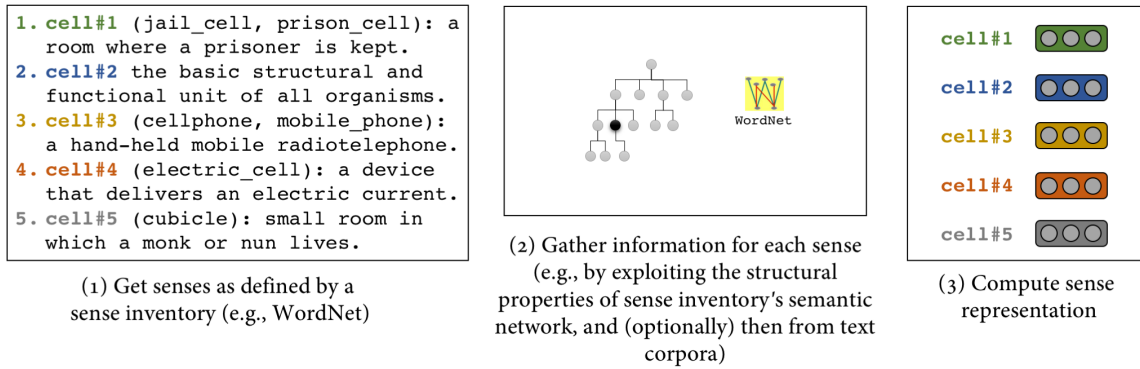 1. cell#1 (jail_cell, prison_cell): a
room where a prisoner is kept.
2. cell#2 the basic structural and
functional unit of all organisms.
3. cell#3 (cellphone, mobile_phone):
a hand-held mobile radiotelephone.
4. cell#4 (electric_cell): a device
that delivers an electric current.
5. cell#5 (cubicle): small room in
which a monk or nun lives.
(1) Get senses as defined by a
sense inventory (e.g., WordNet)
W
WordNet
(2) Gather information for each sense
(e.g., by exploiting the structural
properties of sense inventory's semantic
network, and (optionally) then from text
corpora)
cell#1
cell#2
cell#3
cell#4
cell#5
(3) Compute sense
representation